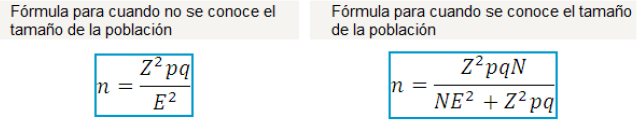 Fórmula para cuando no se conoce el
tamaño de la población
n = Z²pq / E²
Fórmula para cuando se conoce el tamaño
de la población
n = Z²pqN / NE² + Z²pq